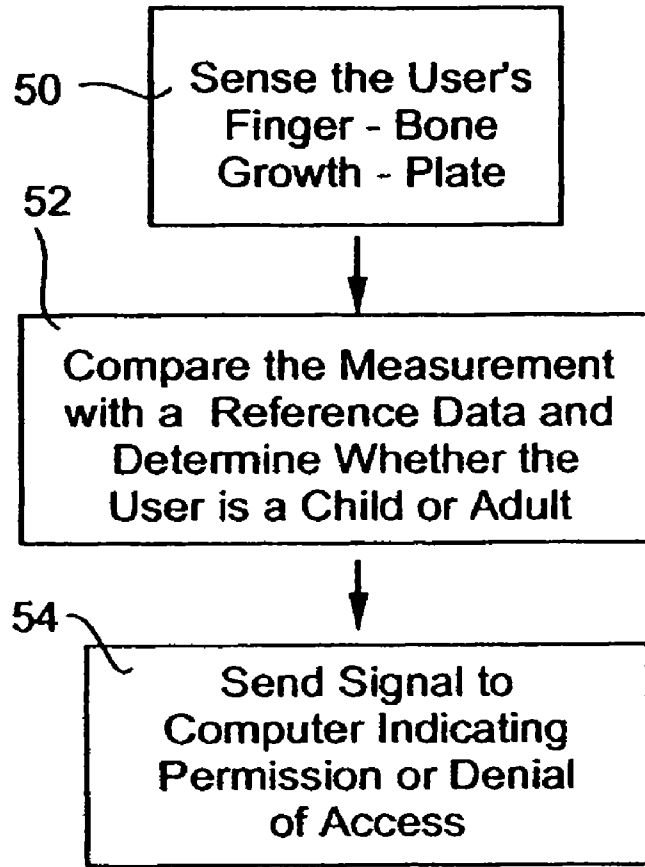 50
Sense the User's
Finger - Bone
Growth - Plate
52
Compare the Measurement
with a Reference Data and
Determine Whether the
User is a Child or Adult
54
Send Signal to
Computer Indicating
Permission or Denial
of Access